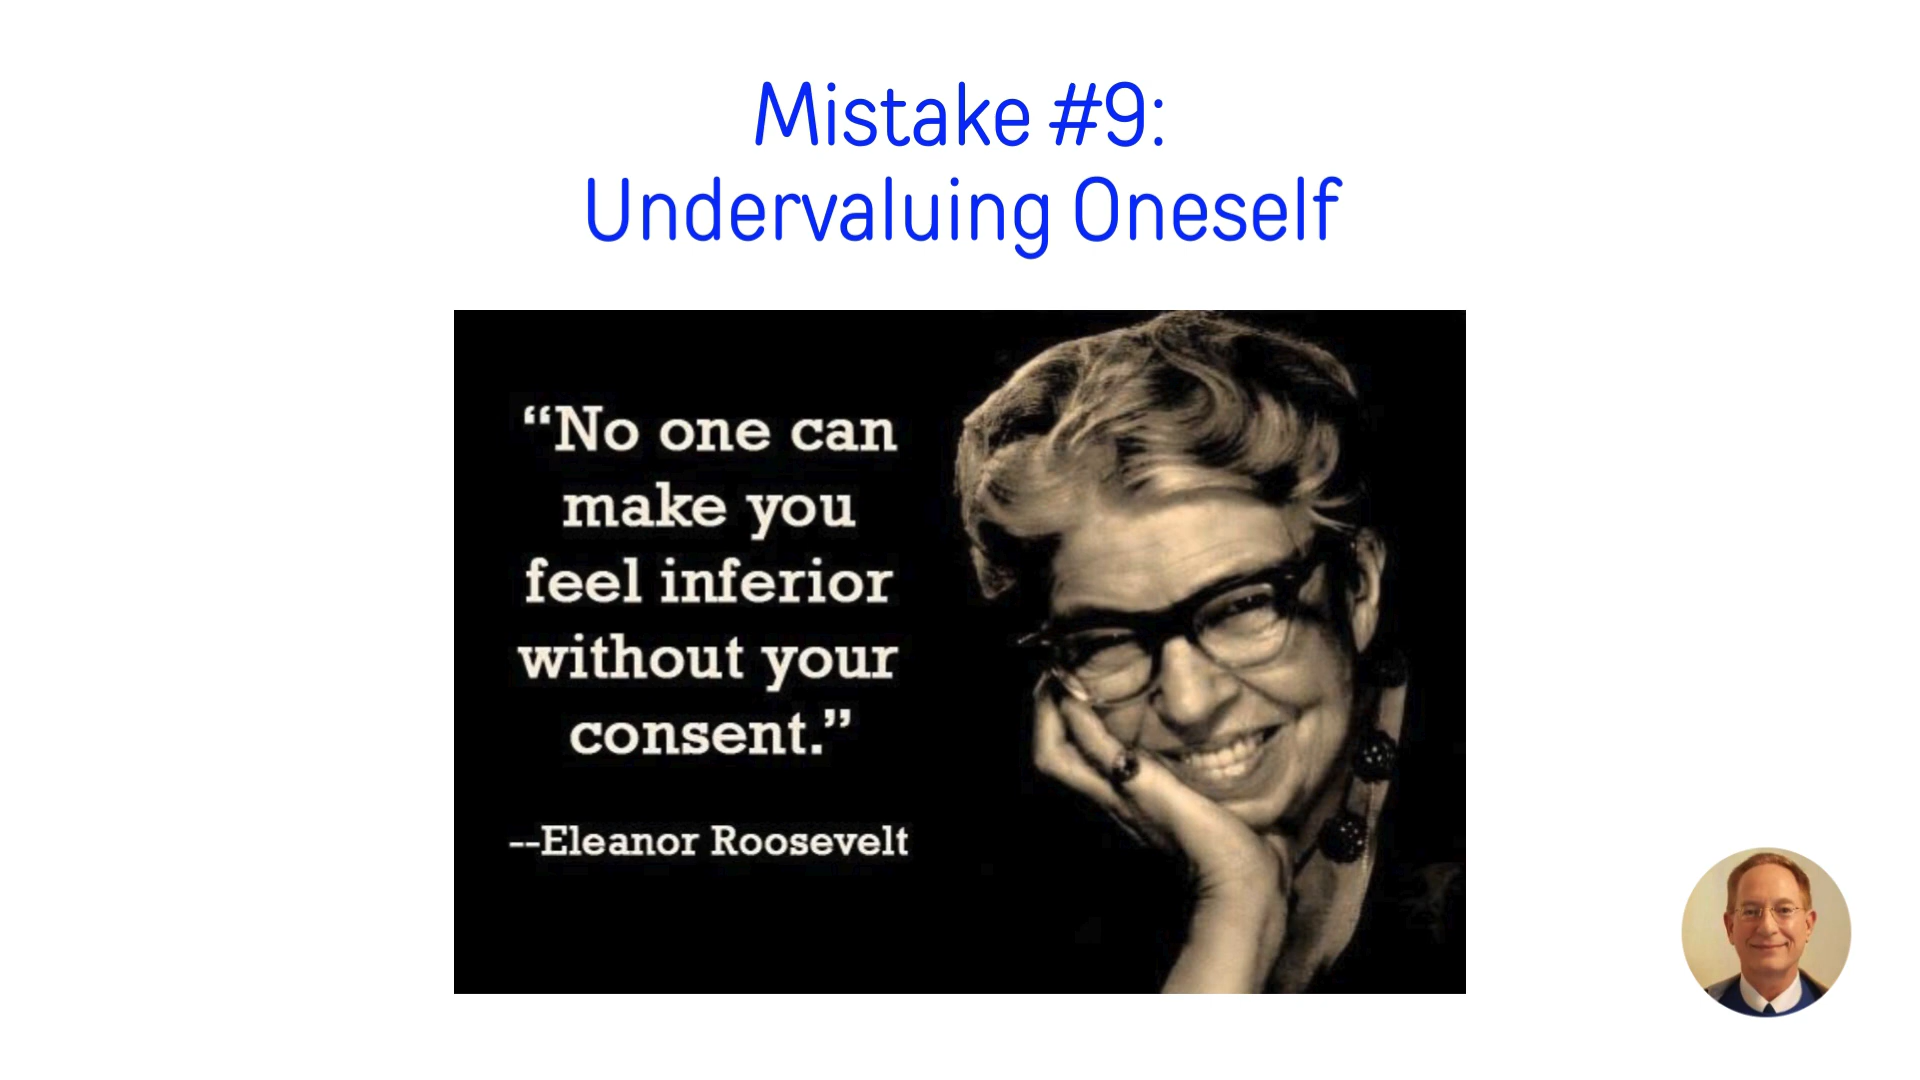 Mistake #9:
Undervaluing Oneself
“No one can
make you
feel inferior
without your
consent.”
--Eleanor Roosevelt